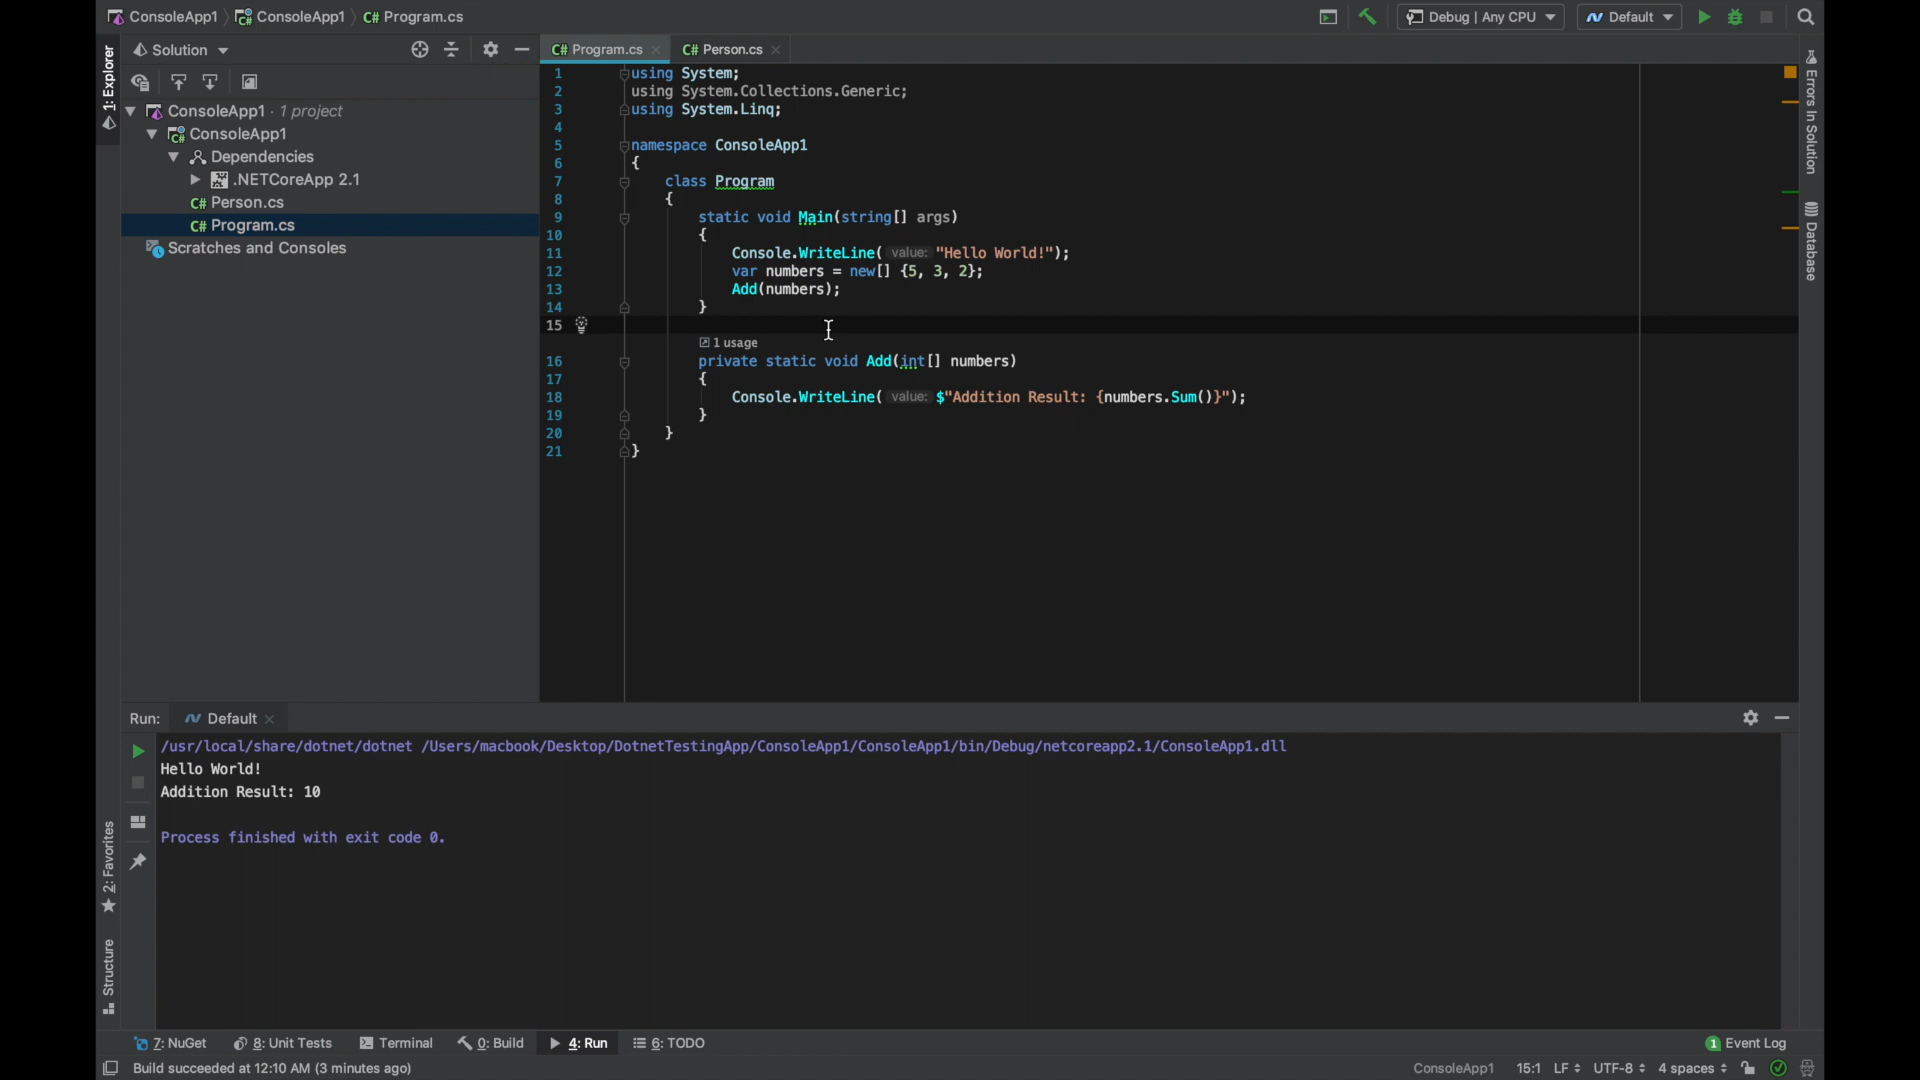 ConsoleApp1 ConsoleApp1 C# Program.cs
Debug | Any CPU Default
1: Explorer
Solution
C# Program.cs C# Person.cs
ConsoleApp1 · 1 project
ConsoleApp1
Dependencies
.NETCoreApp 2.1
C# Person.cs
C# Program.cs
Scratches and Consoles
1 using System;
2 using System.Collections.Generic;
3 using System.Linq;
4
5 namespace ConsoleApp1
6 {
7 class Program
8 {
9 static void Main(string[] args)
10 {
11 Console.WriteLine( value: "Hello World!");
12 var numbers = new[] {5, 3, 2};
13 Add(numbers);
14 }
15
1 usage
16 private static void Add(int[] numbers)
17 {
18 Console.WriteLine( value: $"Addition Result: {numbers.Sum()}");
19 }
20 }
21 }
Errors In Solution
Database
Run: Default
/usr/local/share/dotnet/dotnet /Users/macbook/Desktop/DotnetTestingApp/ConsoleApp1/ConsoleApp1/bin/Debug/netcoreapp2.1/ConsoleApp1.dll
Hello World!
Addition Result: 10
Process finished with exit code 0.
2: Favorites
Structure
7: NuGet 8: Unit Tests Terminal 0: Build 4: Run 6: TODO 1 Event Log
Build succeeded at 12:10 AM (3 minutes ago) ConsoleApp1 15:1 LF UTF-8 4 spaces